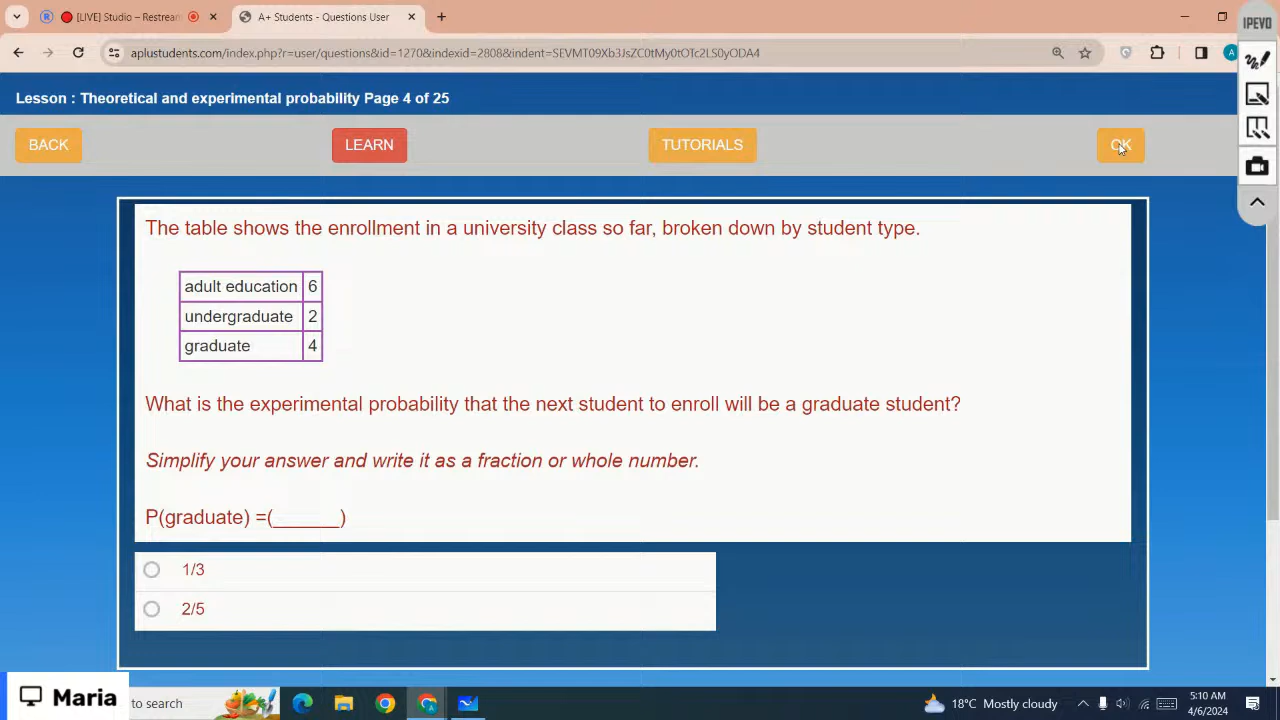 [LIVE] Studio – Restrean
A+ Students - Questions User
IPEVO
aplustudents.com/index.php?r=user/questions&id=1270&indexid=2808&indent=SEVMT09Xb3JsZC0tMy0tOTc2LS0yODA4
A
Lesson : Theoretical and experimental probability Page 4 of 25
BACK
LEARN
TUTORIALS
OK
The table shows the enrollment in a university class so far, broken down by student type.
adult education 6
undergraduate 2
graduate 4
What is the experimental probability that the next student to enroll will be a graduate student?
Simplify your answer and write it as a fraction or whole number.
P(graduate) =(______)
1/3
2/5
Maria
to search
18°C Mostly cloudy
5:10 AM
4/6/2024